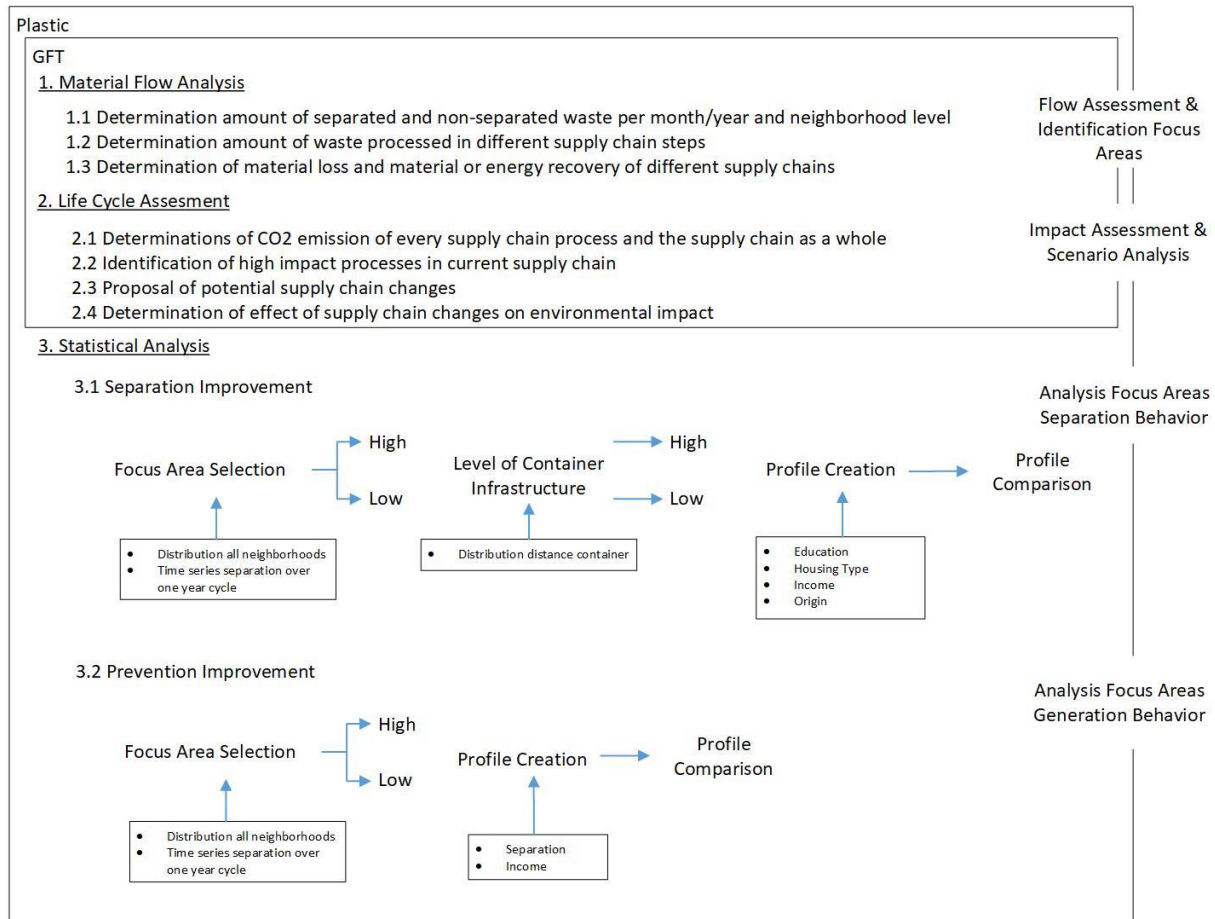 Plastic
GFT
1. Material Flow Analysis
1.1 Determination amount of separated and non-separated waste per month/year and neighborhood level
1.2 Determination amount of waste processed in different supply chain steps
1.3 Determination of material loss and material or energy recovery of different supply chains
Flow Assessment &
Identification Focus
Areas
2. Life Cycle Assesment
2.1 Determinations of CO2 emission of every supply chain process and the supply chain as a whole
2.2 Identification of high impact processes in current supply chain
2.3 Proposal of potential supply chain changes
2.4 Determination of effect of supply chain changes on environmental impact
Impact Assessment &
Scenario Analysis
3. Statistical Analysis
3.1 Separation Improvement
Analysis Focus Areas
Separation Behavior
Focus Area Selection
High
Low
Level of Container
Infrastructure
High
Low
Profile Creation
Profile
Comparison
• Distribution all neighborhoods
• Time series separation over
one year cycle
• Distribution distance container
• Education
• Housing Type
• Income
• Origin
3.2 Prevention Improvement
Analysis Focus Areas
Generation Behavior
Focus Area Selection
High
Low
Profile Creation
Profile
Comparison
• Distribution all neighborhoods
• Time series separation over
one year cycle
• Separation
• Income